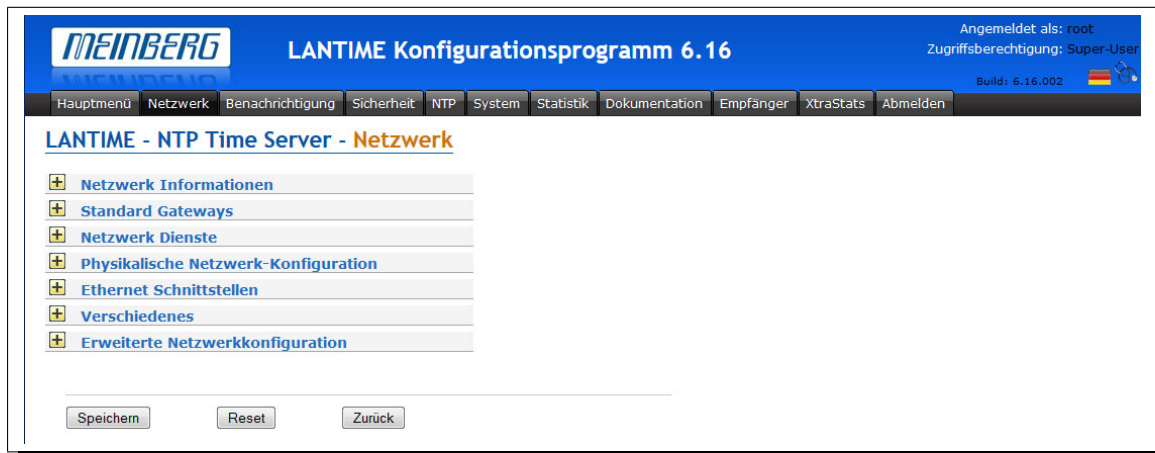 MEINBERG
LANTIME Konfigurationsprogramm 6.16
Angemeldet als: root
Zugriffsberechtigung: Super-User
Build: 6.16.002
Hauptmenü Netzwerk Benachrichtigung Sicherheit NTP System Statistik Dokumentation Empfänger XtraStats Abmelden
LANTIME - NTP Time Server - Netzwerk
Netzwerk Informationen
Standard Gateways
Netzwerk Dienste
Physikalische Netzwerk-Konfiguration
Ethernet Schnittstellen
Verschiedenes
Erweiterte Netzwerkkonfiguration
Speichern Reset Zurück